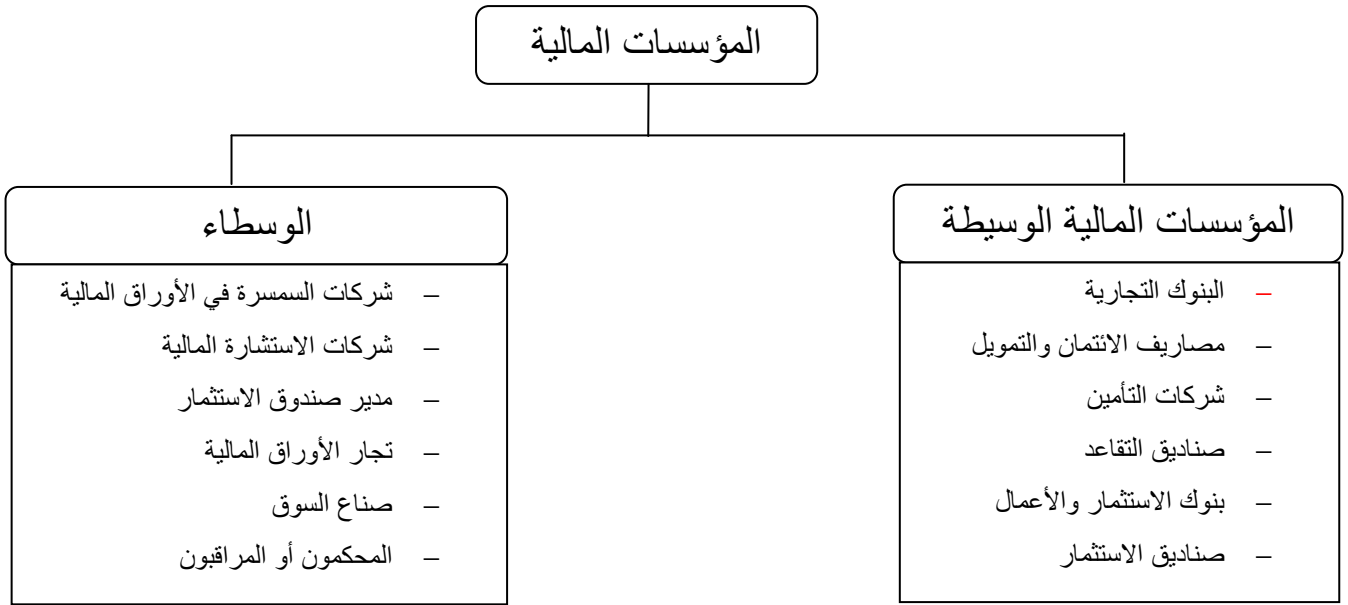 المؤسسات المالية
المؤسسات المالية الوسيطة
– البنوك التجارية
– مصاريف الائتمان والتمويل
– شركات التأمين
– صناديق التقاعد
– بنوك الاستثمار والأعمال
– صناديق الاستثمار
الوسطاء
– شركات السمسرة في الأوراق المالية
– شركات الاستشارة المالية
– مدير صندوق الاستثمار
– تجار الأوراق المالية
– صناع السوق
– المحكمون أو المراقبون